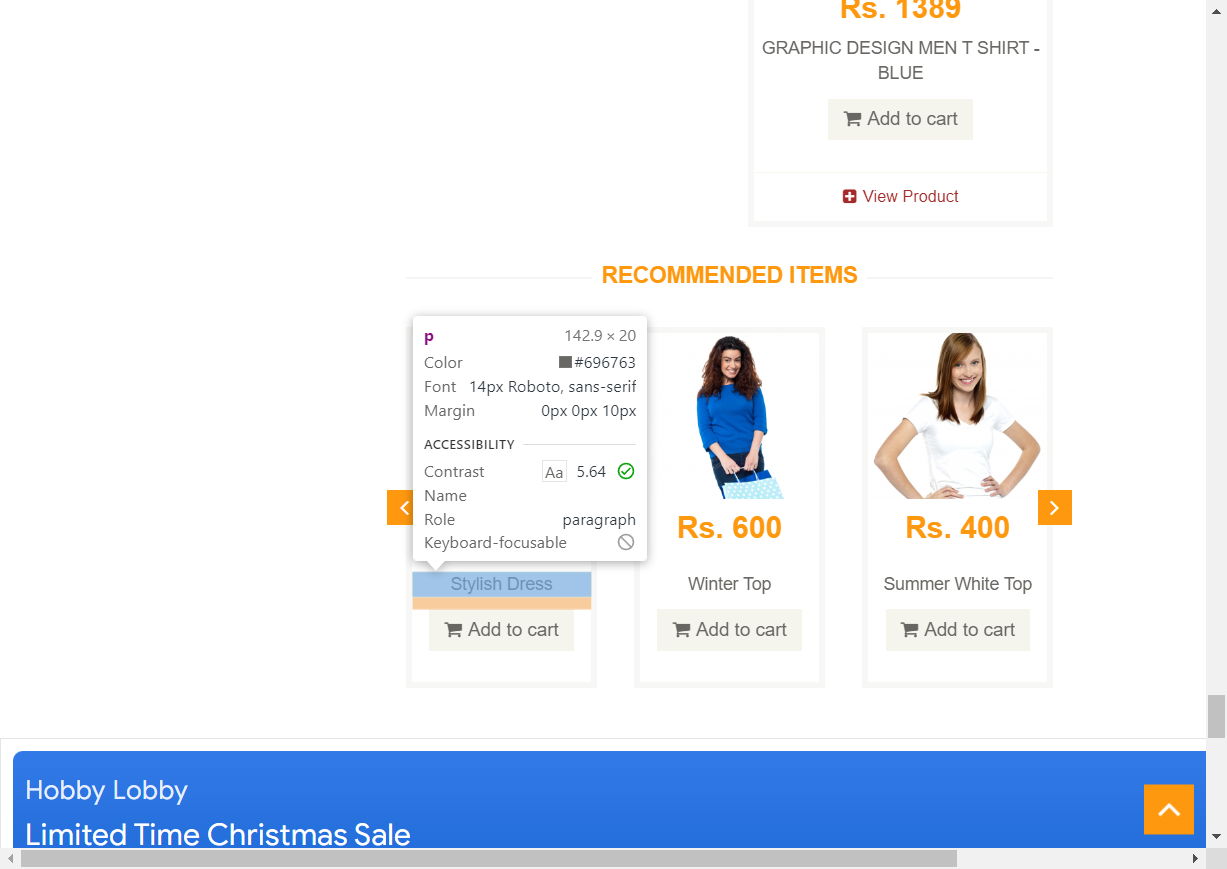 Rs. 1389
GRAPHIC DESIGN MEN T SHIRT -
BLUE
Add to cart
View Product
RECOMMENDED ITEMS
p 142.9 × 20
Color #696763
Font 14px Roboto, sans-serif
Margin 0px 0px 10px
ACCESSIBILITY
Contrast Aa 5.64
Name
Role paragraph
Keyboard-focusable
Stylish Dress
Add to cart
Rs. 600
Winter Top
Add to cart
Rs. 400
Summer White Top
Add to cart
Hobby Lobby
Limited Time Christmas Sale